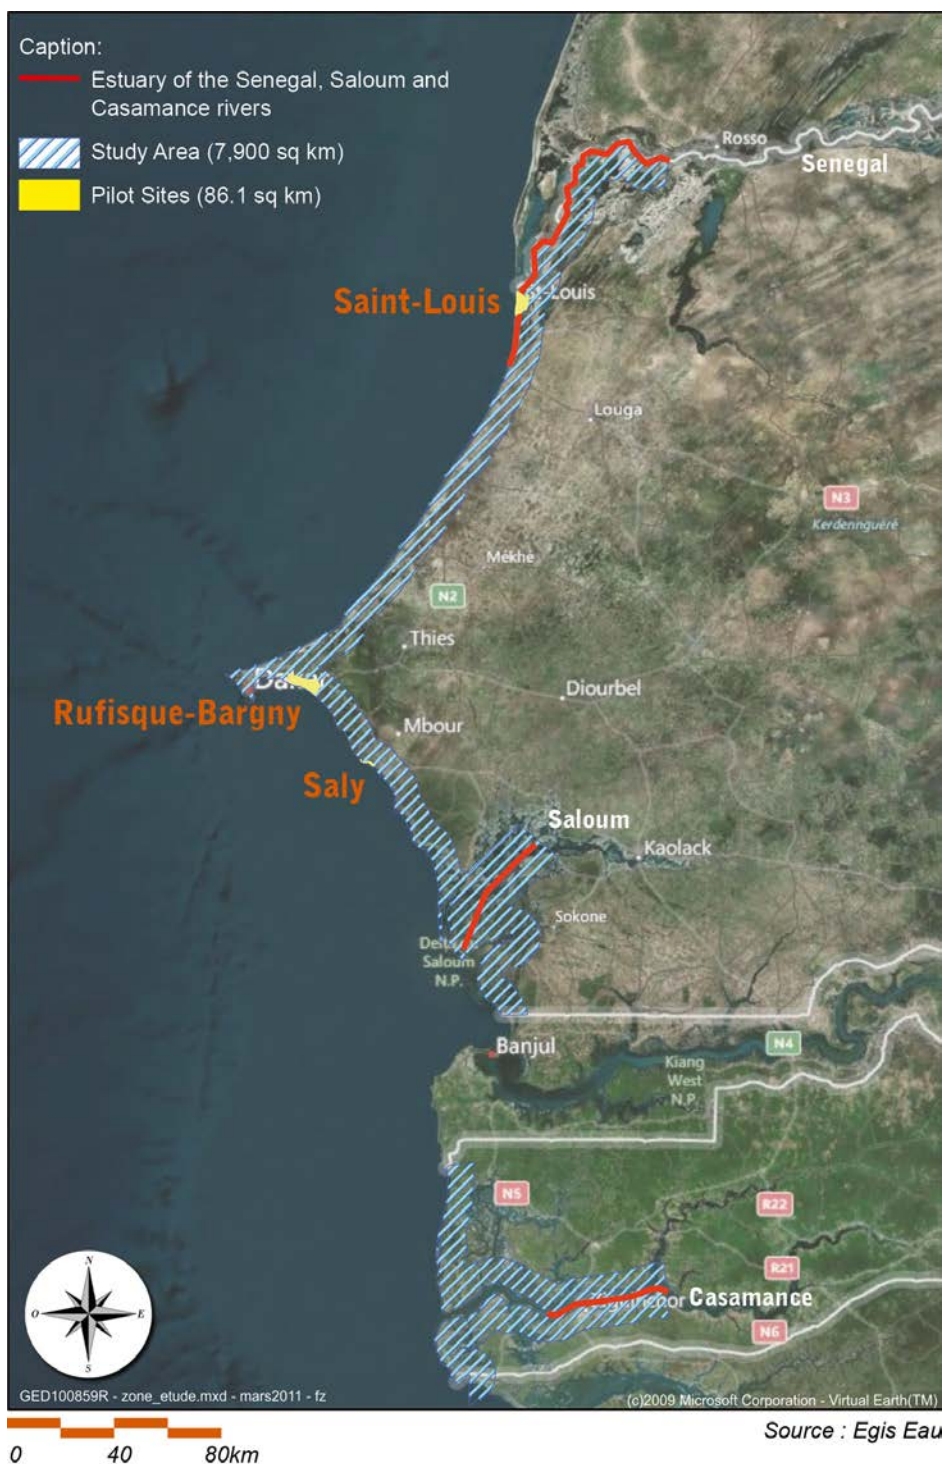 Caption:
Estuary of the Senegal, Saloum and
Casamance rivers
Study Area (7,900 sq km)
Pilot Sites (86.1 sq km)
Rosso
Senegal
Saint-Louis
Louis
Louga
N3
Kerdennguéré
Mékhe
N2
Thies
Diourbel
Rufisque-Bargny
Mbour
Saly
Saloum
Kaolack
Sokone
Saloum
N.P.
Banjul
N4
Kiang
West
N.P.
N5
R22
R21
Casamance
N6
N
O
E
S
GED100859R - zone_etude.mxd - mars2011 - fz
(c)2009 Microsoft Corporation - Virtual Earth(TM)
Source : Egis Eau
0 40 80km